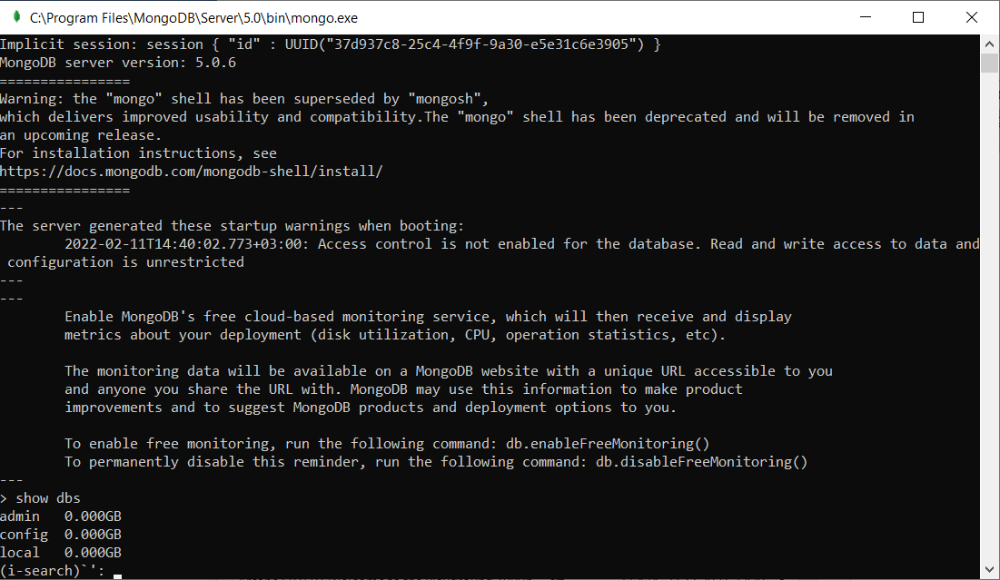 C:\Program Files\MongoDB\Server\5.0\bin\mongo.exe
Implicit session: session { "id" : UUID("37d937c8-25c4-4f9f-9a30-e5e31c6e3905") }
MongoDB server version: 5.0.6
================
Warning: the "mongo" shell has been superseded by "mongosh",
which delivers improved usability and compatibility.The "mongo" shell has been deprecated and will be removed in
an upcoming release.
For installation instructions, see
https://docs.mongodb.com/mongodb-shell/install/
================
---
The server generated these startup warnings when booting:
        2022-02-11T14:40:02.773+03:00: Access control is not enabled for the database. Read and write access to data and
 configuration is unrestricted
---
---
        Enable MongoDB's free cloud-based monitoring service, which will then receive and display
        metrics about your deployment (disk utilization, CPU, operation statistics, etc).

        The monitoring data will be available on a MongoDB website with a unique URL accessible to you
        and anyone you share the URL with. MongoDB may use this information to make product
        improvements and to suggest MongoDB products and deployment options to you.

        To enable free monitoring, run the following command: db.enableFreeMonitoring()
        To permanently disable this reminder, run the following command: db.disableFreeMonitoring()
---
> show dbs
admin   0.000GB
config  0.000GB
local   0.000GB
(i-search)`':